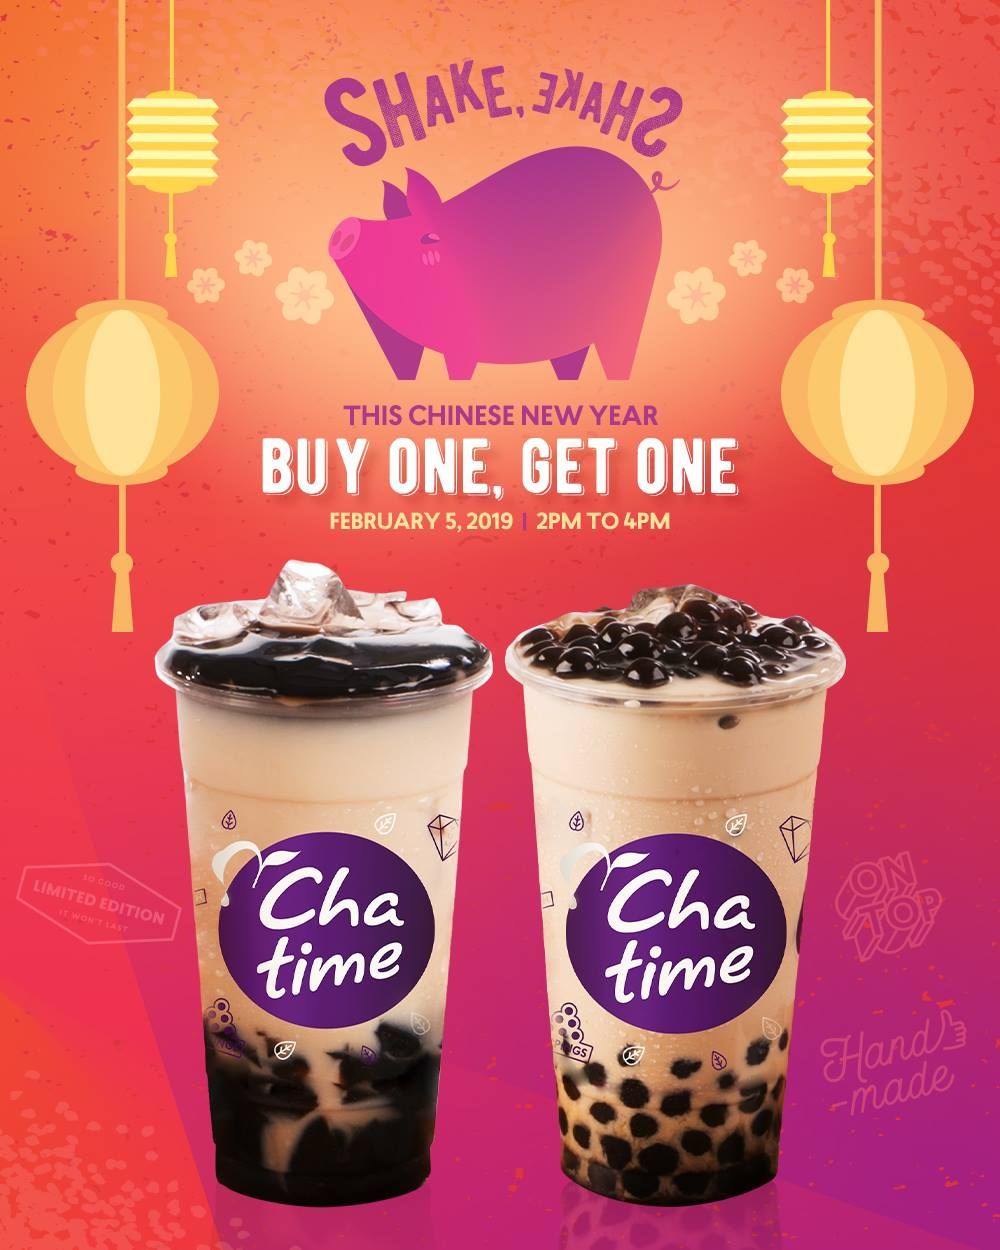 SHAKE, SHAKE
THIS CHINESE NEW YEAR
BUY ONE, GET ONE
FEBRUARY 5, 2019 | 2PM TO 4PM
Cha
time
Cha
time
SO GOOD
LIMITED EDITION
IT WON'T LAST
ON
TOP
Hand
-made